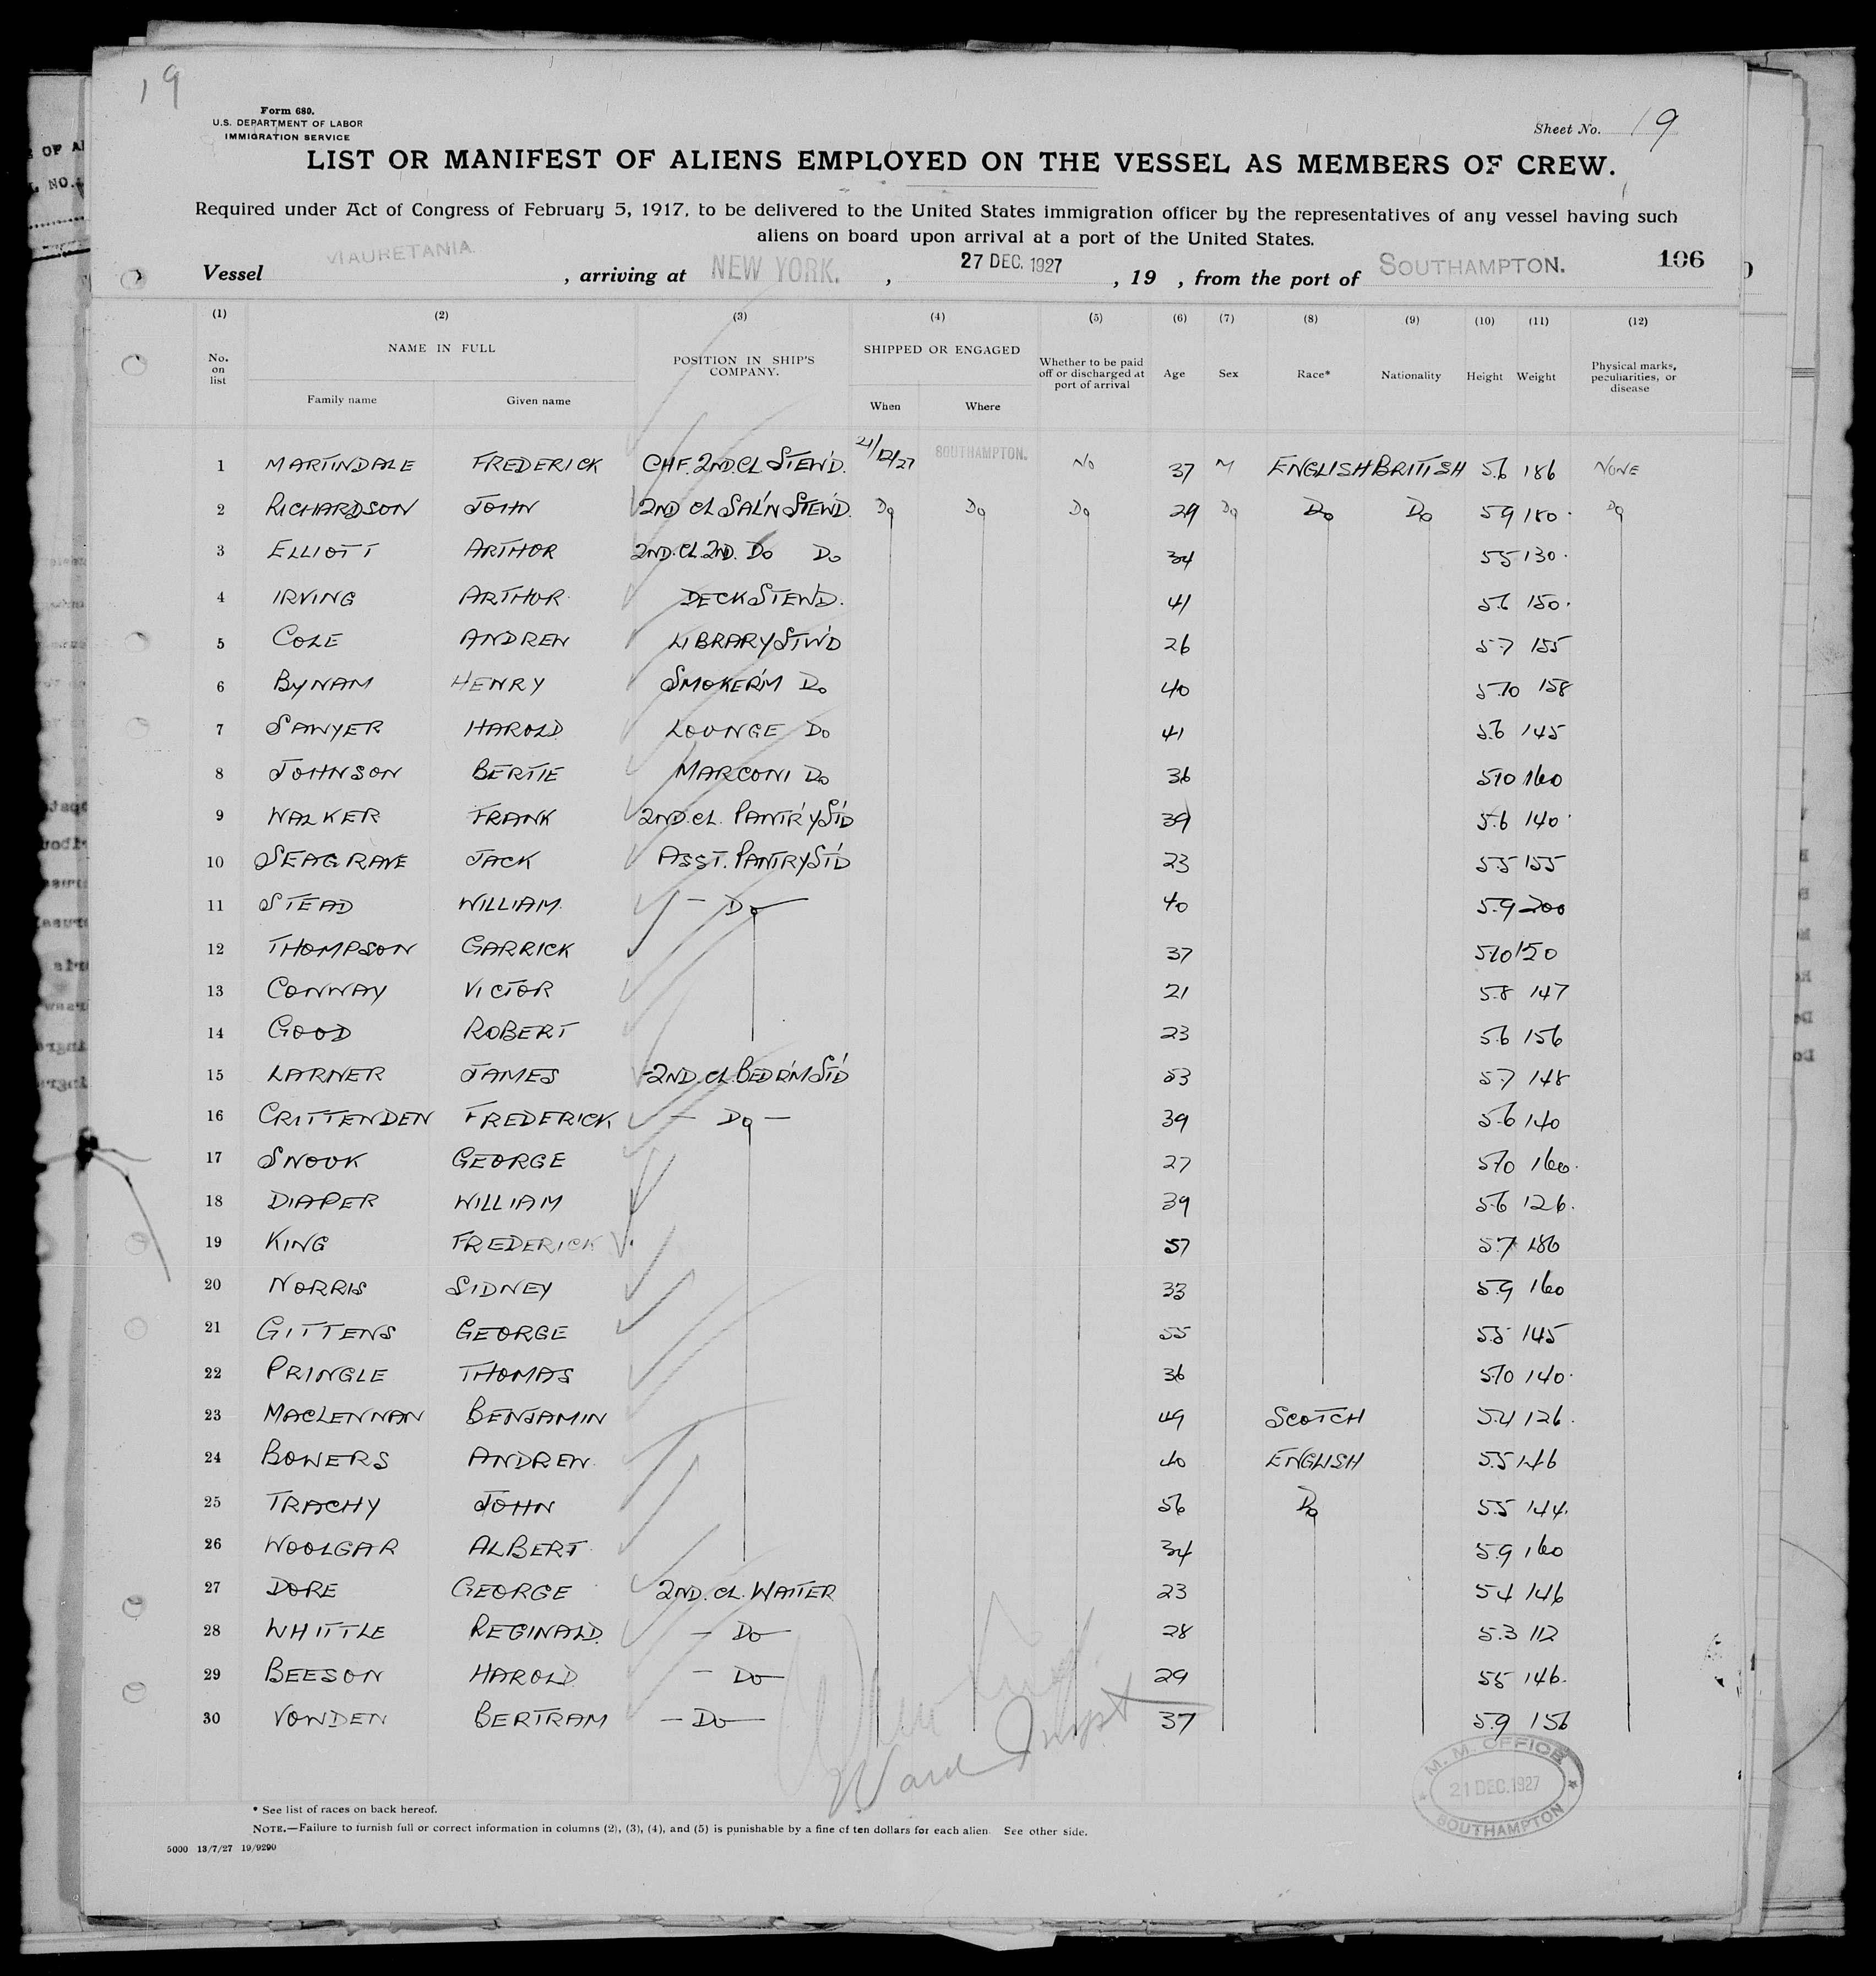 19
Form 680.
U.S. DEPARTMENT OF LABOR
IMMIGRATION SERVICE
Sheet No. 19
LIST OR MANIFEST OF ALIENS EMPLOYED ON THE VESSEL AS MEMBERS OF CREW.
Required under Act of Congress of February 5, 1917, to be delivered to the United States immigration officer by the representatives of any vessel having such
aliens on board upon arrival at a port of the United States.
Vessel MAURETANIA. , arriving at NEW YORK. , 27 DEC. 1927 , 19 , from the port of SOUTHAMPTON. 106
(1) (2) (3) (4) (5) (6) (7) (8) (9) (10) (11) (12)
No. on list NAME IN FULL Family name Given name POSITION IN SHIP'S COMPANY. SHIPPED OR ENGAGED When Where Whether to be paid off or discharged at port of arrival Age Sex Race* Nationality Height Weight Physical marks, peculiarities, or disease
1 MARTINDALE FREDERICK CHF. 2ND.CL STEW'D. 21/12/27 SOUTHAMPTON. NO 37 M ENGLISH BRITISH 5.6 186 NONE
2 RICHARDSON JOHN 2ND CL SAL'N STEW'D. Do Do Do 29 Do Do Do 5 9 180. Do
3 ELLIOTT ARTHUR 2ND.CL.2ND. Do Do 34 5 5 130.
4 IRVING ARTHUR. DECK STEW'D. 41 5.6 150.
5 COLE ANDREW LIBRARY STW'D 26 5.7 155
6 BYNAM HENRY SMOKER'M Do 40 5.10 158
7 SAWYER HAROLD LOUNGE Do 41 5.6 145
8 JOHNSON BERTIE MARCONI Do 36 5.10 160
9 WALKER FRANK 2ND.CL. PANTRY ST'D 39 5.6 140.
10 SEAGRAVE JACK ASST. PANTRY ST'D 23 5.5 155
11 STEAD WILLIAM. — Do — 40 5.9 200
12 THOMPSON GARRICK 37 5.10 150
13 CONWAY VICTOR 21 5.8 147
14 GOOD ROBERT 23 5.6 156
15 LARNER JAMES 2ND.CL.BED R'M ST'D 53 5.7 148
16 CRITTENDEN FREDERICK — Do — 39 5.6 140
17 SNOOK GEORGE 27 5.10 160.
18 DIAPER WILLIAM 39 5.6 126.
19 KING FREDERICK 57 5.7 186
20 NORRIS SIDNEY 33 5.9 160
21 GITTENS GEORGE 55 5.8 145
22 PRINGLE THOMAS 36 5.10 140.
23 MACLENNAN BENJAMIN 49 SCOTCH 5.4 126.
24 BOWERS ANDREW. 40 ENGLISH 5.5 146
25 TRACHY JOHN 56 Do 5.5 144.
26 WOOLGAR ALBERT. 34 5.9 160
27 DORE GEORGE 2ND.CL.WAITER 23 5 4 146
28 WHITTLE REGINALD. — Do — 28 5.3 112
29 BEESON HAROLD — Do — 29 5 5 146.
30 VOWDEN BERTRAM — Do — 37 5.9 156
Ward Inspt
M. M. OFFICE
21 DEC. 1927
SOUTHAMPTON
* See list of races on back hereof.
NOTE.—Failure to furnish full or correct information in columns (2), (3), (4), and (5) is punishable by a fine of ten dollars for each alien. See other side.
5000 13/7/27 19/9290